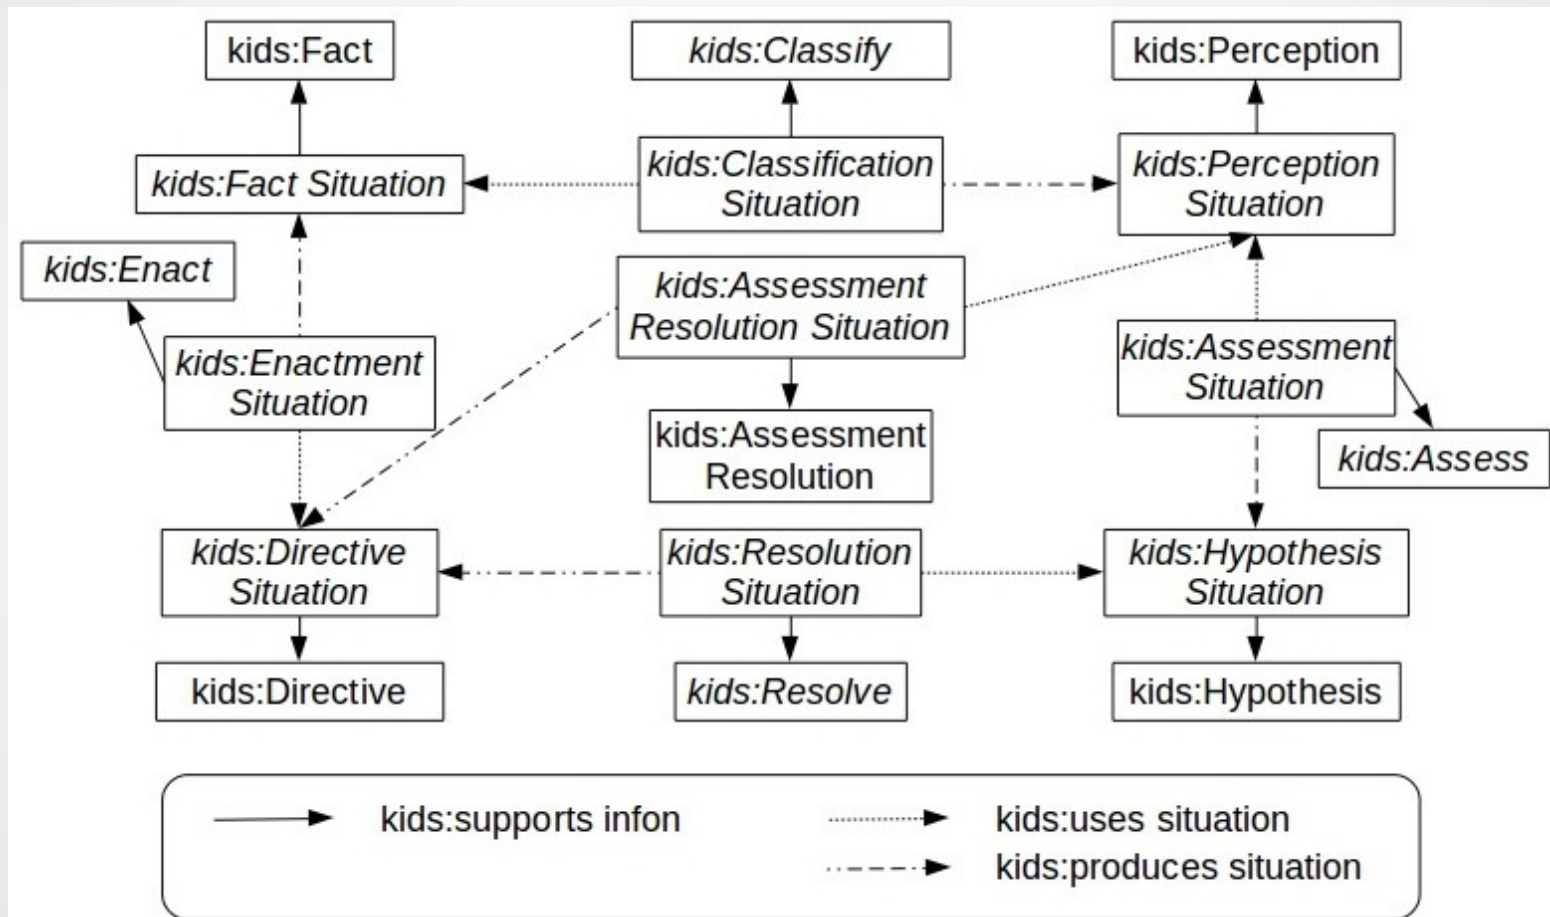 kids:Fact
kids:Classify
kids:Perception
kids:Fact Situation
kids:Classification
Situation
kids:Perception
Situation
kids:Enact
kids:Assessment
Resolution Situation
kids:Enactment
Situation
kids:Assessment
Situation
kids:Assessment
Resolution
kids:Assess
kids:Directive
Situation
kids:Resolution
Situation
kids:Hypothesis
Situation
kids:Directive
kids:Resolve
kids:Hypothesis
kids:supports infon
kids:uses situation
kids:produces situation